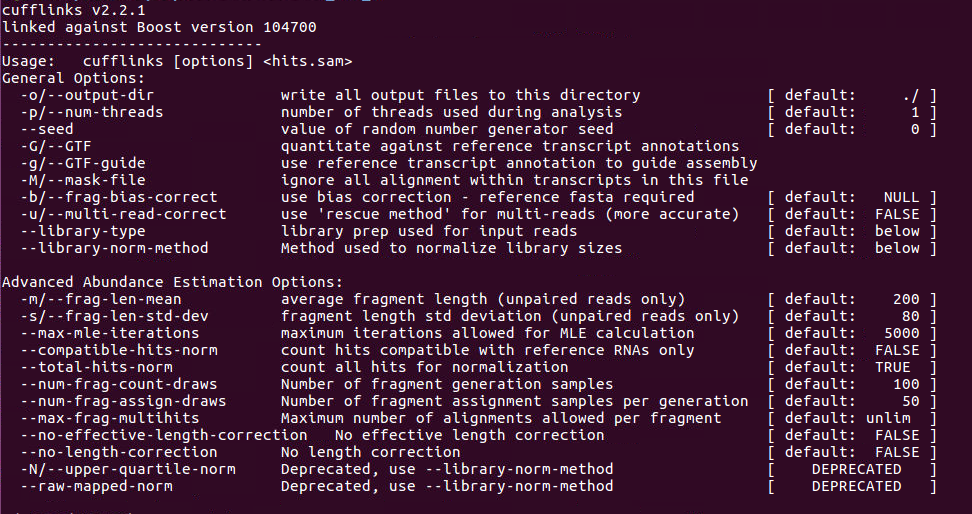 cufflinks v2.2.1
linked against Boost version 104700
-----------------------------
Usage:   cufflinks [options] <hits.sam>
General Options:
  -o/--output-dir              write all output files to this directory              [ default:     ./ ]
  -p/--num-threads             number of threads used during analysis                [ default:      1 ]
  --seed                       value of random number generator seed                 [ default:      0 ]
  -G/--GTF                     quantitate against reference transcript annotations
  -g/--GTF-guide               use reference transcript annotation to guide assembly
  -M/--mask-file               ignore all alignment within transcripts in this file
  -b/--frag-bias-correct       use bias correction - reference fasta required        [ default:   NULL ]
  -u/--multi-read-correct      use 'rescue method' for multi-reads (more accurate)   [ default:  FALSE ]
  --library-type               library prep used for input reads                     [ default:  below ]
  --library-norm-method        Method used to normalize library sizes                [ default:  below ]

Advanced Abundance Estimation Options:
  -m/--frag-len-mean           average fragment length (unpaired reads only)         [ default:    200 ]
  -s/--frag-len-std-dev        fragment length std deviation (unpaired reads only)   [ default:     80 ]
  --max-mle-iterations         maximum iterations allowed for MLE calculation        [ default:   5000 ]
  --compatible-hits-norm       count hits compatible with reference RNAs only        [ default:  FALSE ]
  --total-hits-norm            count all hits for normalization                      [ default:  TRUE  ]
  --num-frag-count-draws       Number of fragment generation samples                 [ default:    100 ]
  --num-frag-assign-draws      Number of fragment assignment samples per generation  [ default:     50 ]
  --max-frag-multihits         Maximum number of alignments allowed per fragment     [ default: unlim  ]
  --no-effective-length-correction   No effective length correction                  [ default:  FALSE ]
  --no-length-correction       No length correction                                  [ default:  FALSE ]
  -N/--upper-quartile-norm     Deprecated, use --library-norm-method                 [    DEPRECATED   ]
  --raw-mapped-norm            Deprecated, use --library-norm-method                 [    DEPRECATED   ]